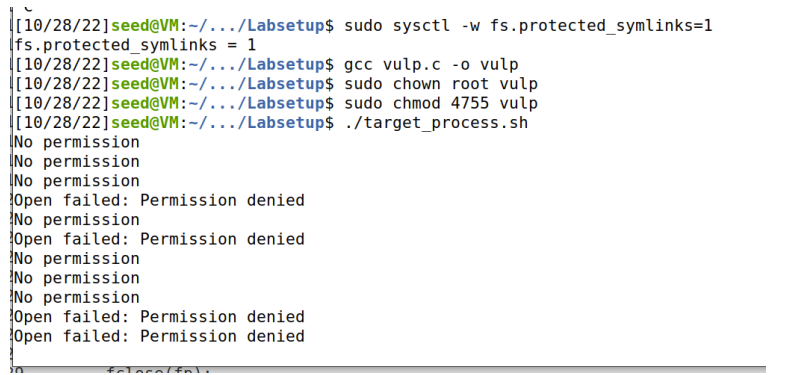 [10/28/22]seed@VM:~/.../Labsetup$ sudo sysctl -w fs.protected_symlinks=1
fs.protected_symlinks = 1
[10/28/22]seed@VM:~/.../Labsetup$ gcc vulp.c -o vulp
[10/28/22]seed@VM:~/.../Labsetup$ sudo chown root vulp
[10/28/22]seed@VM:~/.../Labsetup$ sudo chmod 4755 vulp
[10/28/22]seed@VM:~/.../Labsetup$ ./target_process.sh
No permission
No permission
No permission
Open failed: Permission denied
No permission
Open failed: Permission denied
No permission
No permission
No permission
Open failed: Permission denied
Open failed: Permission denied
fclose(fp);